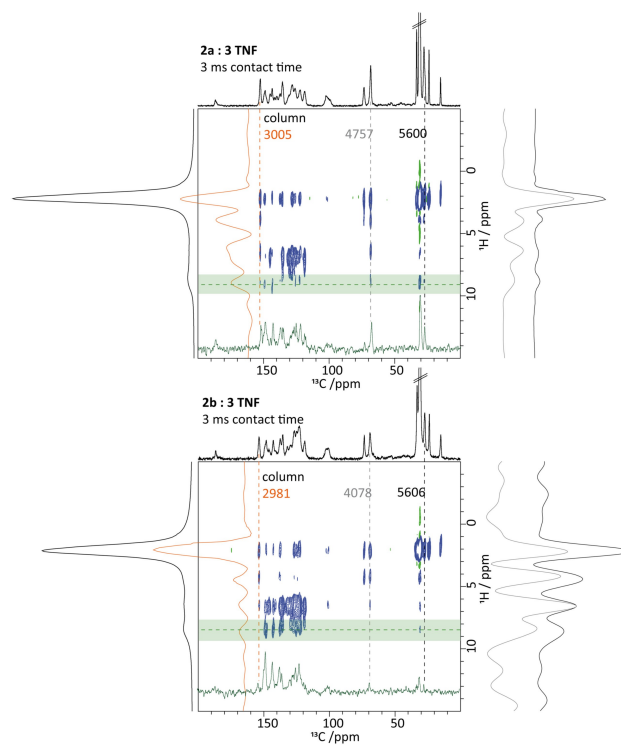 2a : 3 TNF
3 ms contact time
column
3005
4757
5600
0
5
10
¹H / ppm
150
100
50
¹³C /ppm
2b : 3 TNF
3 ms contact time
column
2981
4078
5606
0
5
10
¹H / ppm
150
100
50
¹³C /ppm